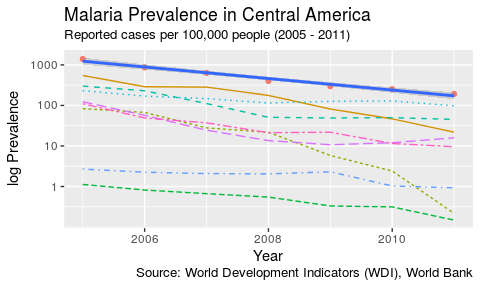 Malaria Prevalence in Central America
Reported cases per 100,000 people (2005 - 2011)
log Prevalence
1000
100
10
1
2006
2008
2010
Year
Source: World Development Indicators (WDI), World Bank